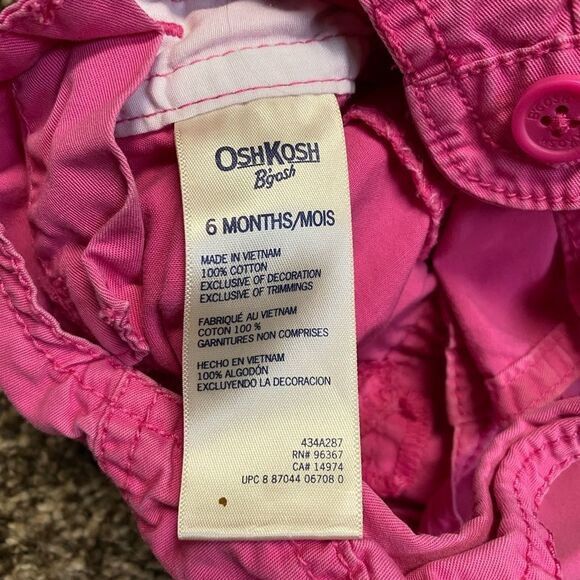 OSHKOSH
B'gosh
6 MONTHS/MOIS
MADE IN VIETNAM
100% COTTON
EXCLUSIVE OF DECORATION
EXCLUSIVE OF TRIMMINGS
FABRIQUÉ AU VIETNAM
COTON 100 %
GARNITURES NON COMPRISES
HECHO EN VIETNAM
100% ALGODÓN
EXCLUYENDO LA DECORACION
434A287
RN# 96367
CA# 14974
UPC 8 87044 06708 0